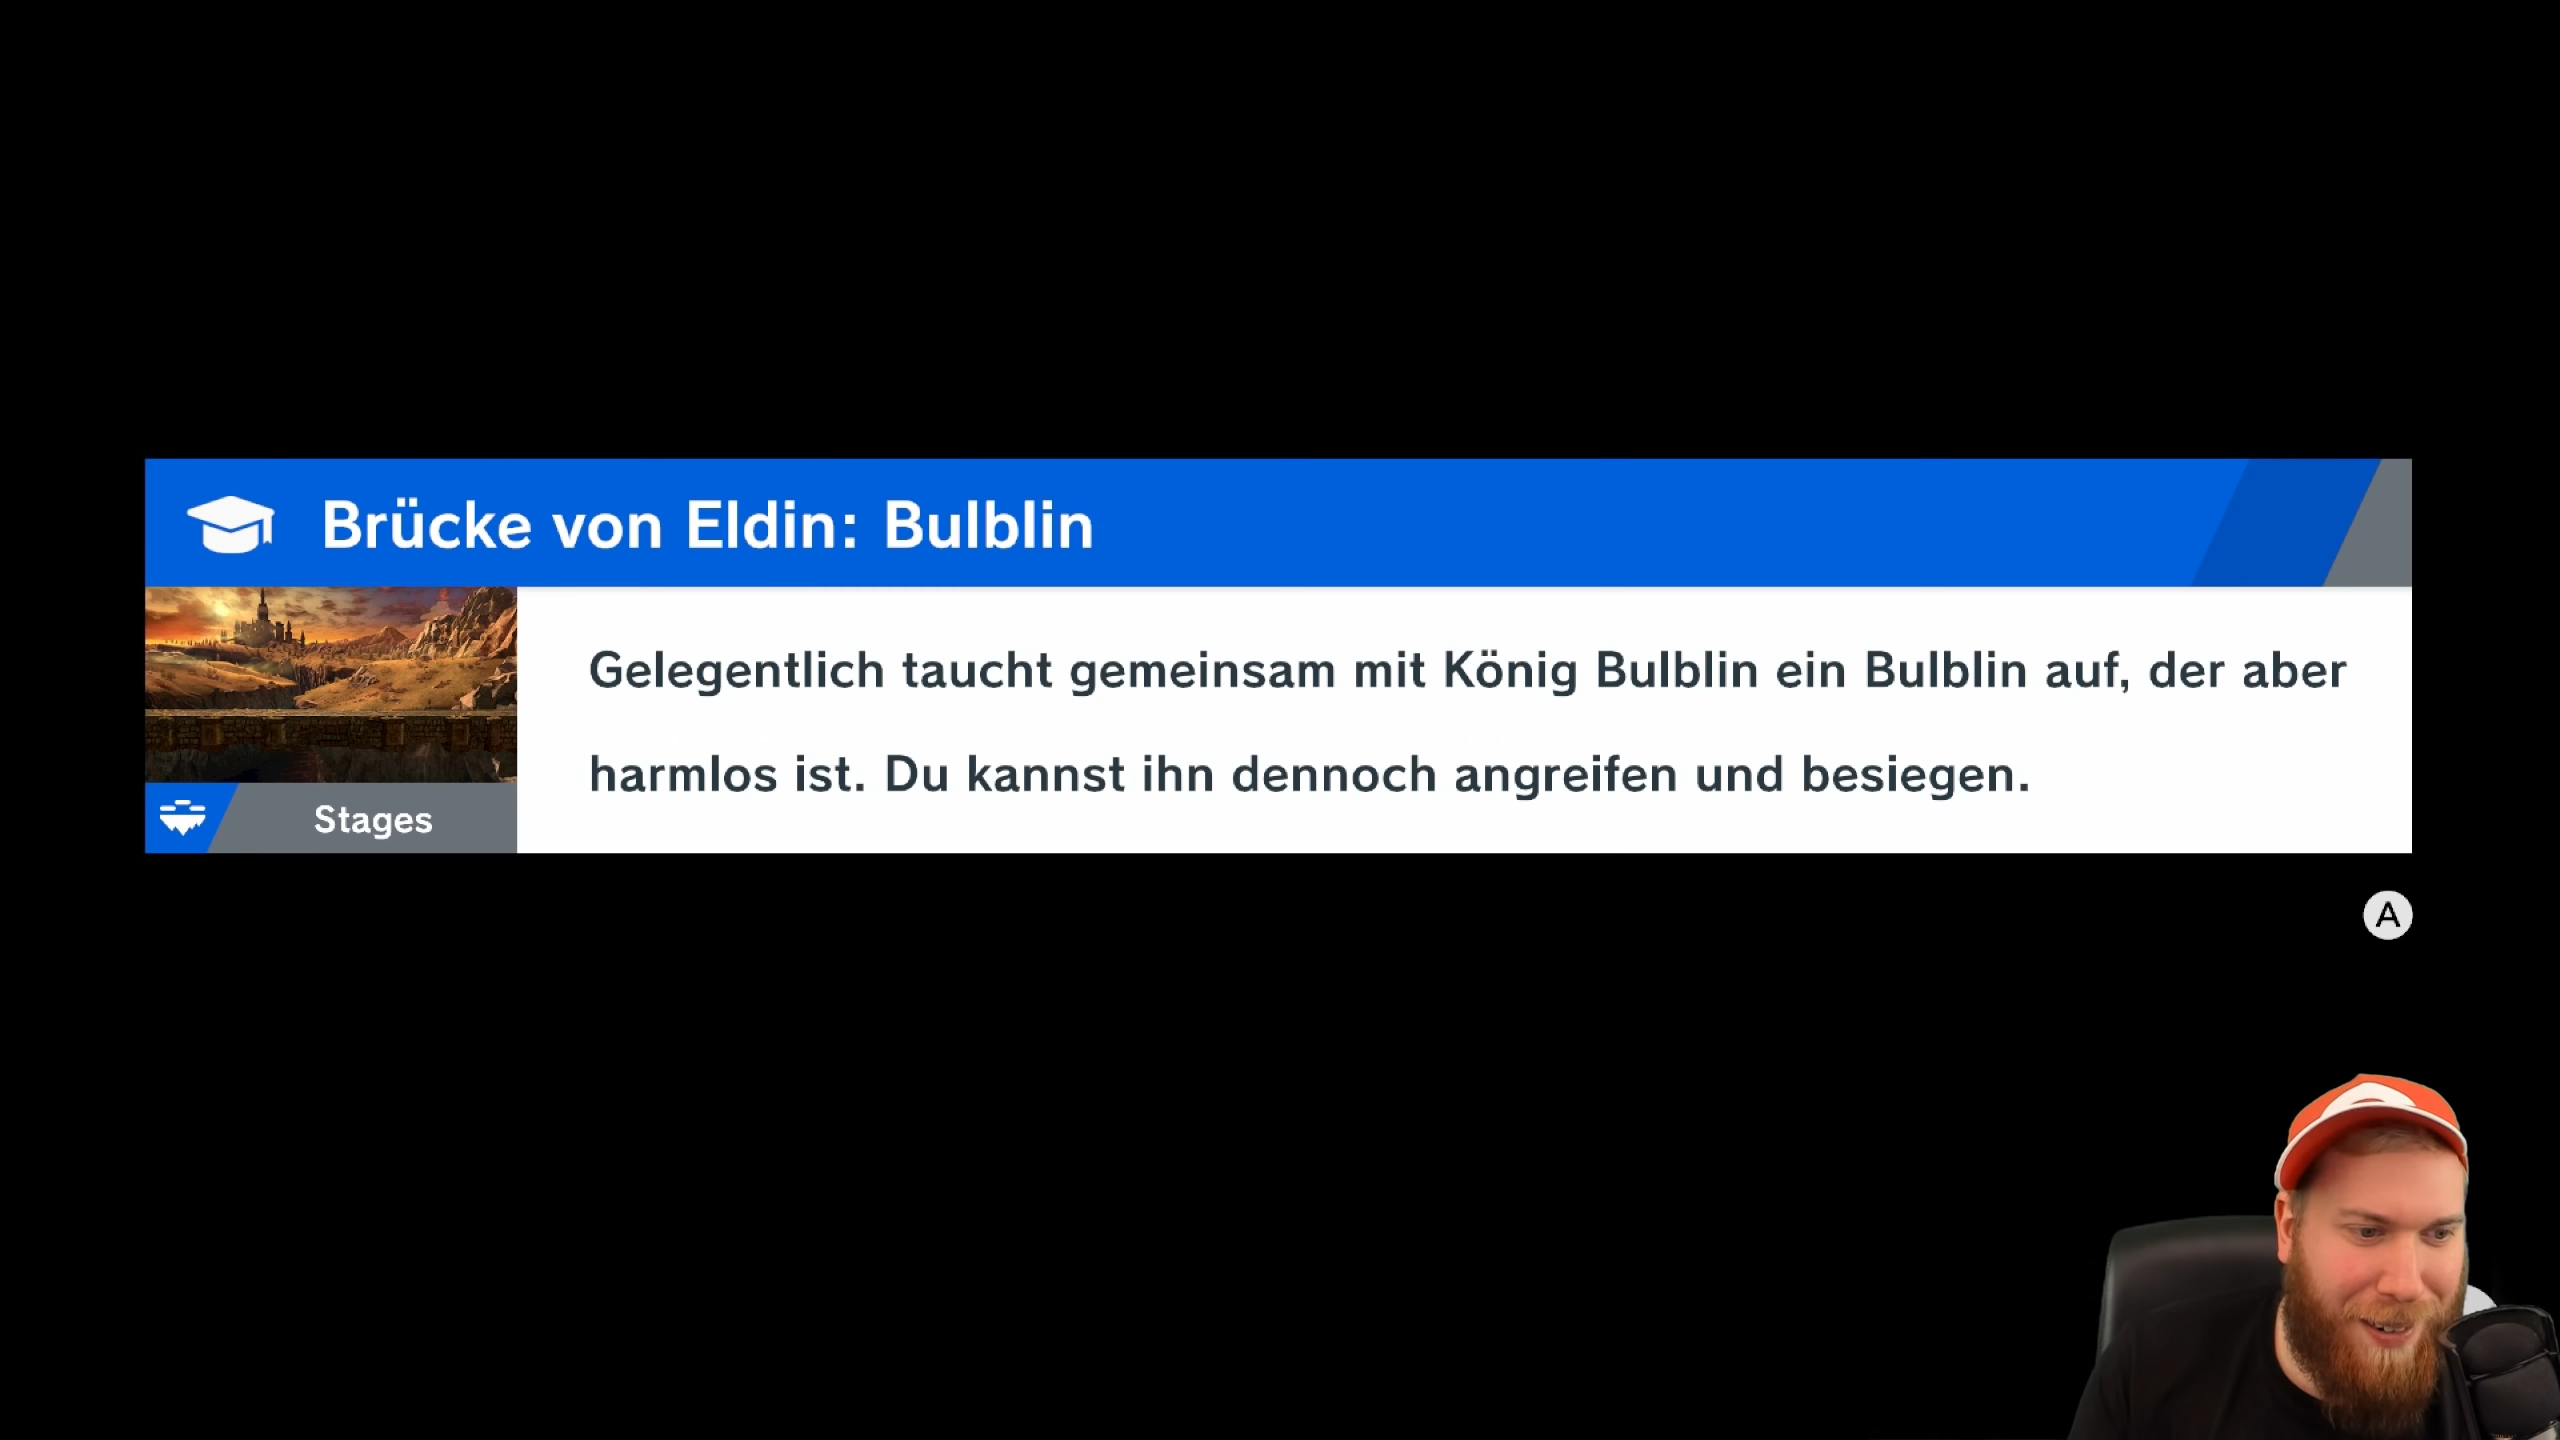 Brücke von Eldin: Bulblin
Gelegentlich taucht gemeinsam mit König Bulblin ein Bulblin auf, der aber
harmlos ist. Du kannst ihn dennoch angreifen und besiegen.
Stages
A